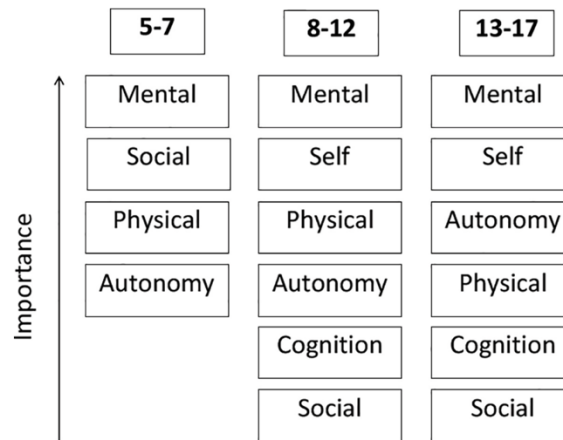 5-7 8-12 13-17
Mental Mental Mental
Social Self Self
Physical Physical Autonomy
Autonomy Autonomy Physical
Cognition Cognition
Social Social
Importance